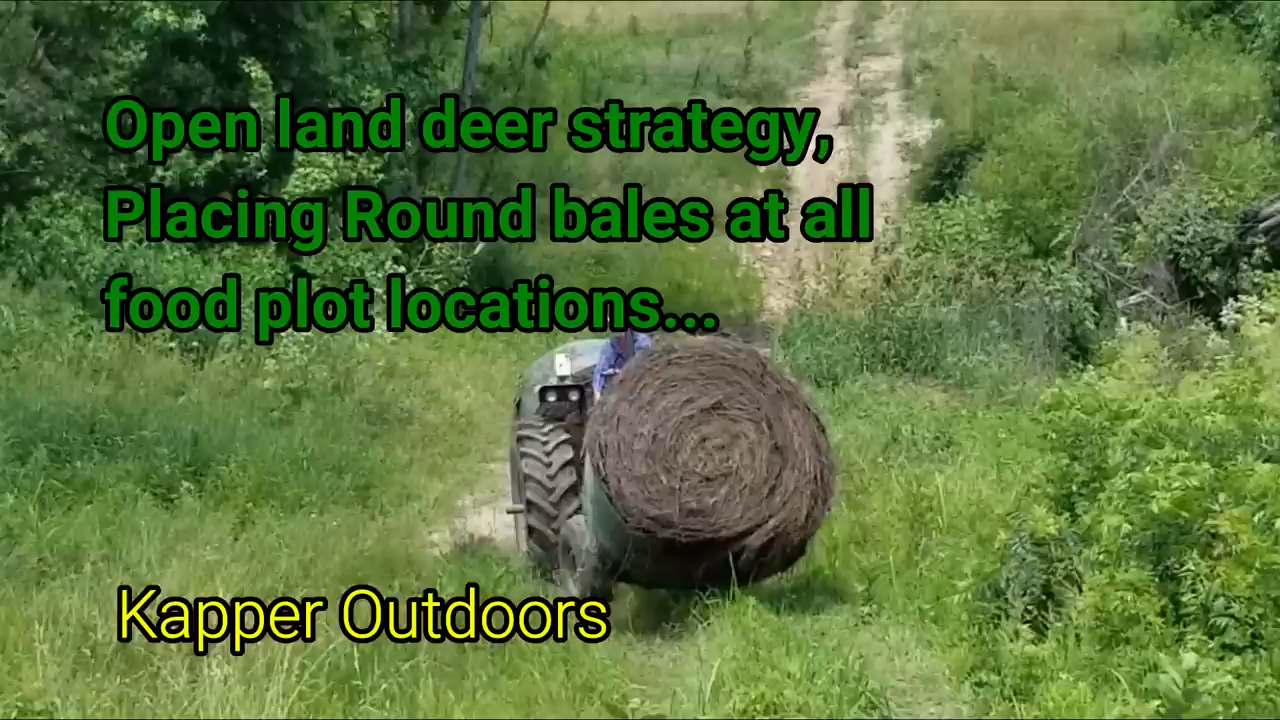 Open land deer strategy,
Placing Round bales at all
food plot locations...
Kapper Outdoors